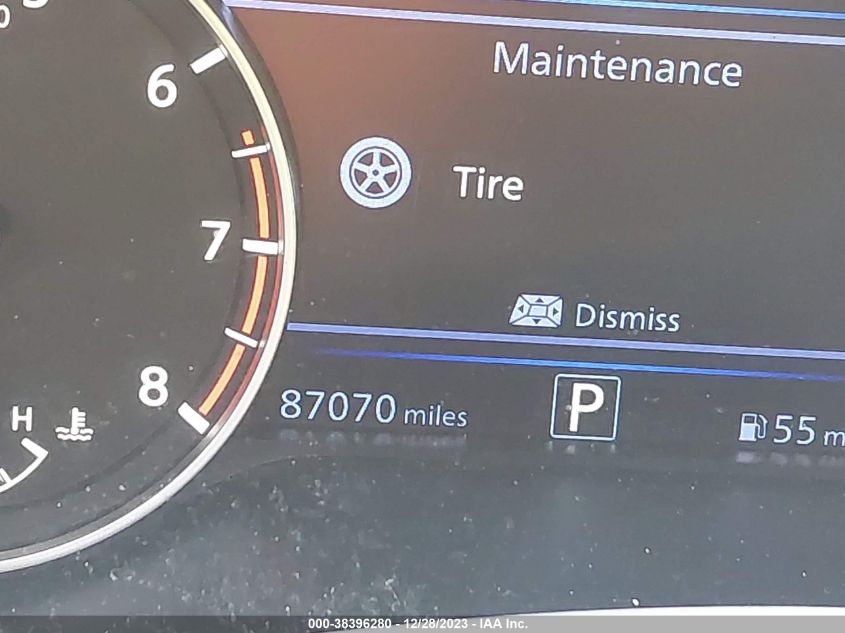 Maintenance
6
Tire
7
Dismiss
8
87070 miles
P
55 m
H
000-38396280 - 12/28/2023 - IAA Inc.